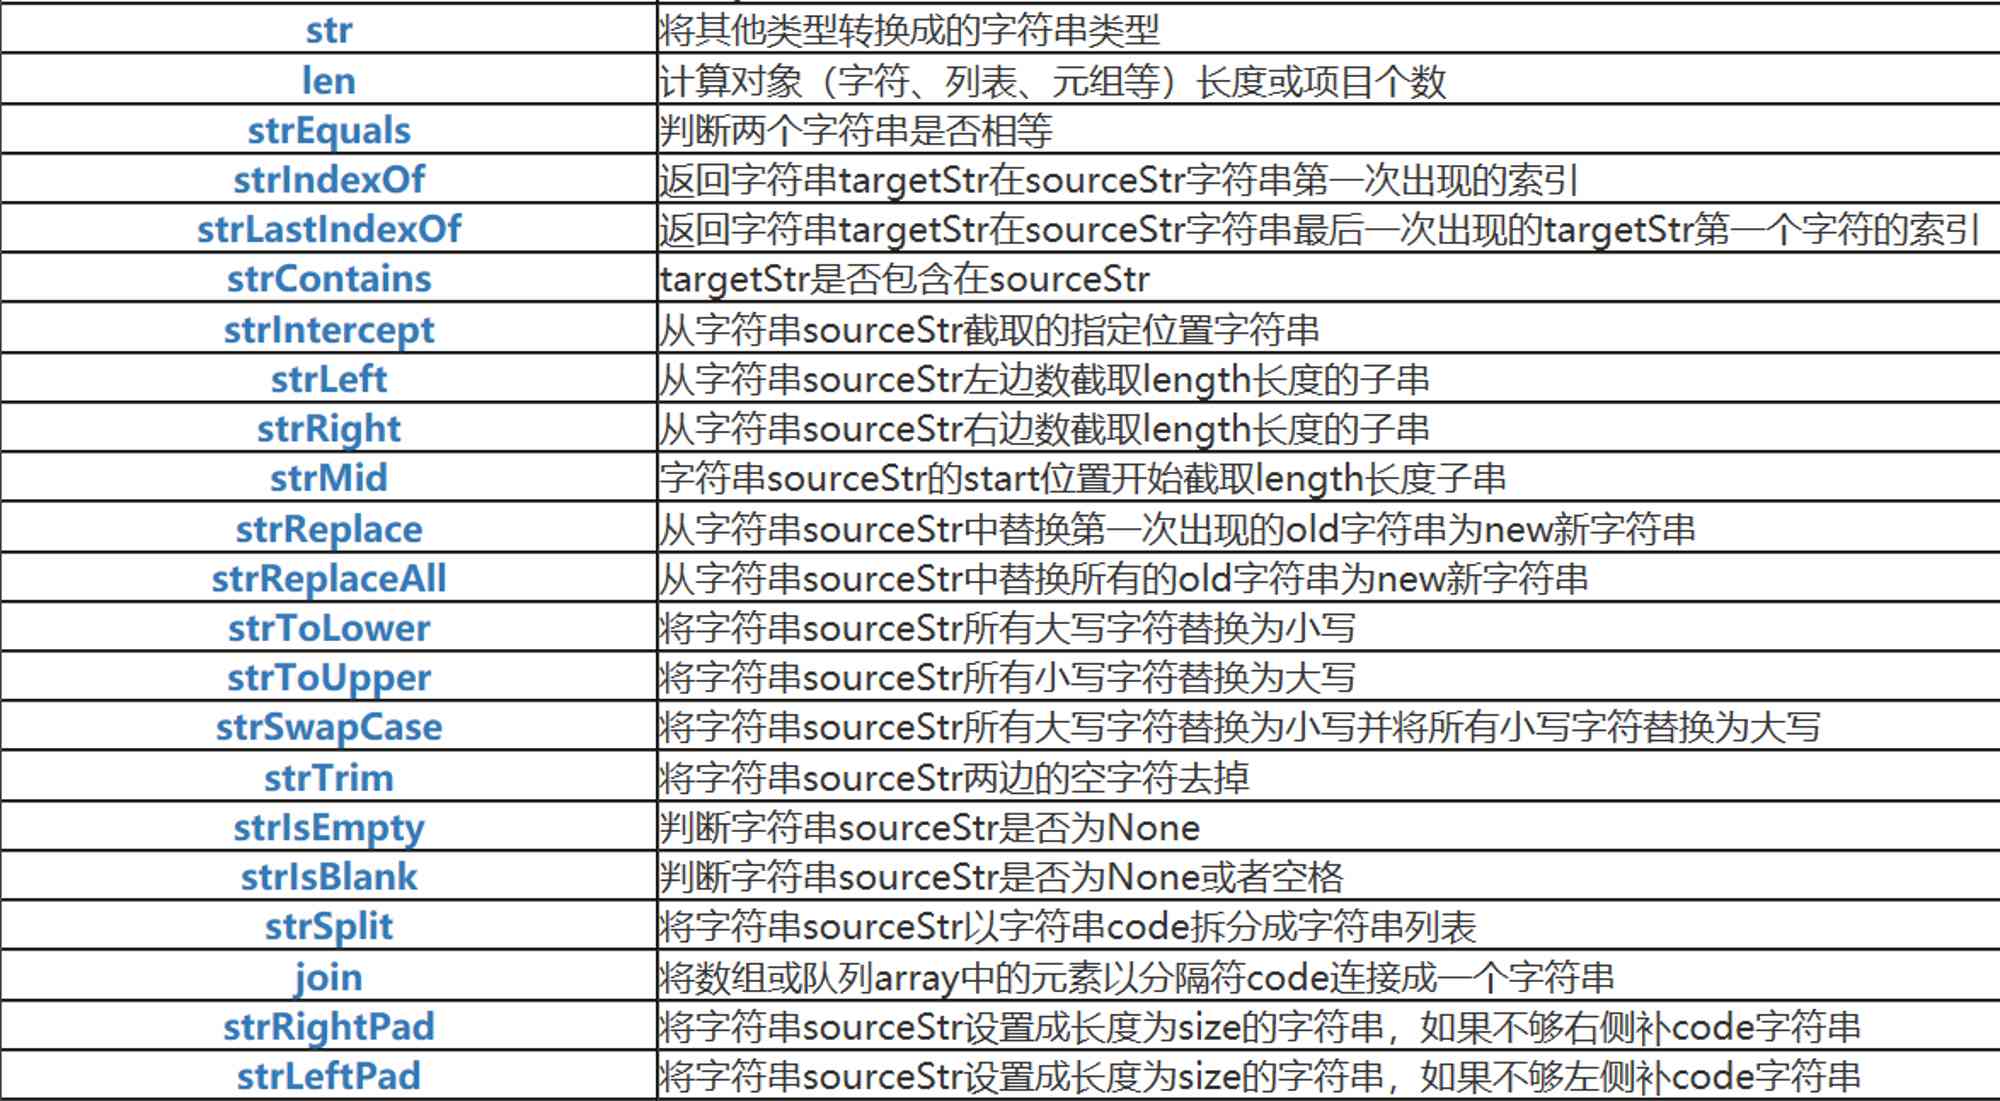 str 将其他类型转换成的字符串类型
len 计算对象（字符、列表、元组等）长度或项目个数
strEquals 判断两个字符串是否相等
strIndexOf 返回字符串targetStr在sourceStr字符串第一次出现的索引
strLastIndexOf 返回字符串targetStr在sourceStr字符串最后一次出现的targetStr第一个字符的索引
strContains targetStr是否包含在sourceStr
strIntercept 从字符串sourceStr截取的指定位置字符串
strLeft 从字符串sourceStr左边数截取length长度的子串
strRight 从字符串sourceStr右边数截取length长度的子串
strMid 字符串sourceStr的start位置开始截取length长度子串
strReplace 从字符串sourceStr中替换第一次出现的old字符串为new新字符串
strReplaceAll 从字符串sourceStr中替换所有的old字符串为new新字符串
strToLower 将字符串sourceStr所有大写字符替换为小写
strToUpper 将字符串sourceStr所有小写字符替换为大写
strSwapCase 将字符串sourceStr所有大写字符替换为小写并将所有小写字符替换为大写
strTrim 将字符串sourceStr两边的空字符去掉
strIsEmpty 判断字符串sourceStr是否为None
strIsBlank 判断字符串sourceStr是否为None或者空格
strSplit 将字符串sourceStr以字符串code拆分成字符串列表
join 将数组或队列array中的元素以分隔符code连接成一个字符串
strRightPad 将字符串sourceStr设置成长度为size的字符串，如果不够右侧补code字符串
strLeftPad 将字符串sourceStr设置成长度为size的字符串，如果不够左侧补code字符串